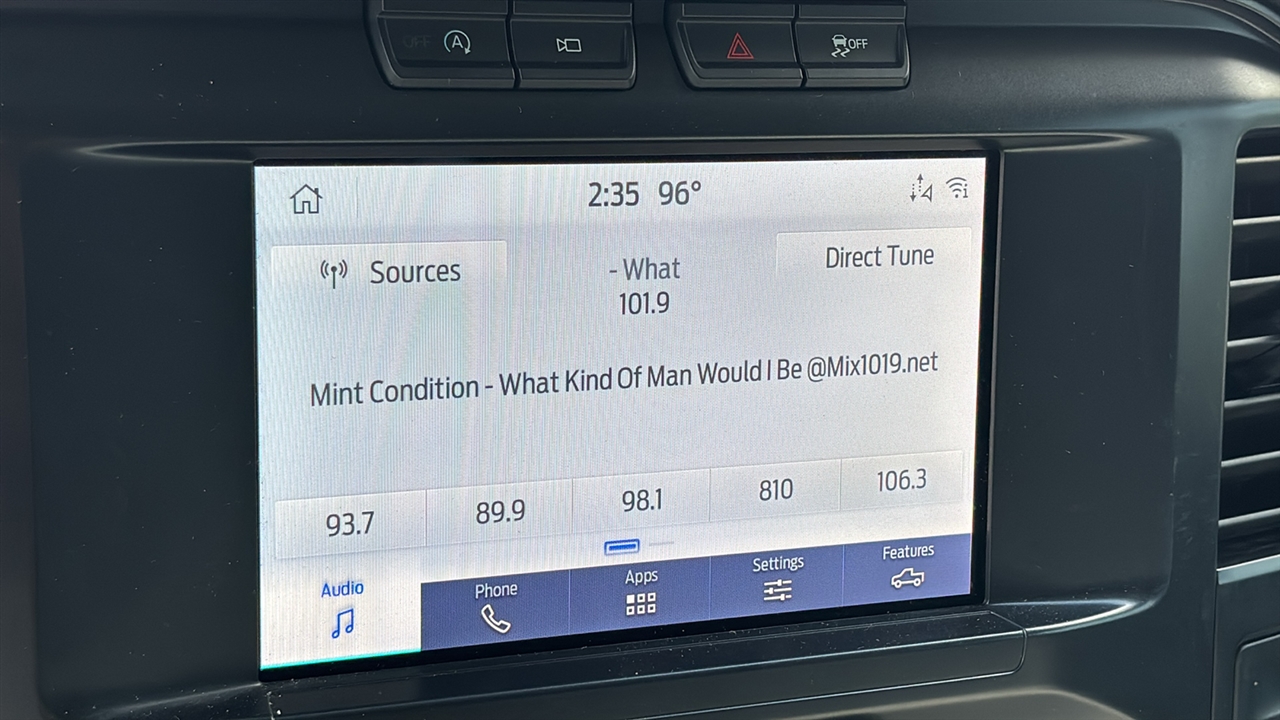 OFF A OFF
2:35 96°
Sources
- What
Direct Tune
101.9
Mint Condition - What Kind Of Man Would I Be @Mix1019.net
93.7 89.9 98.1 810 106.3
Audio Phone Apps Settings Features